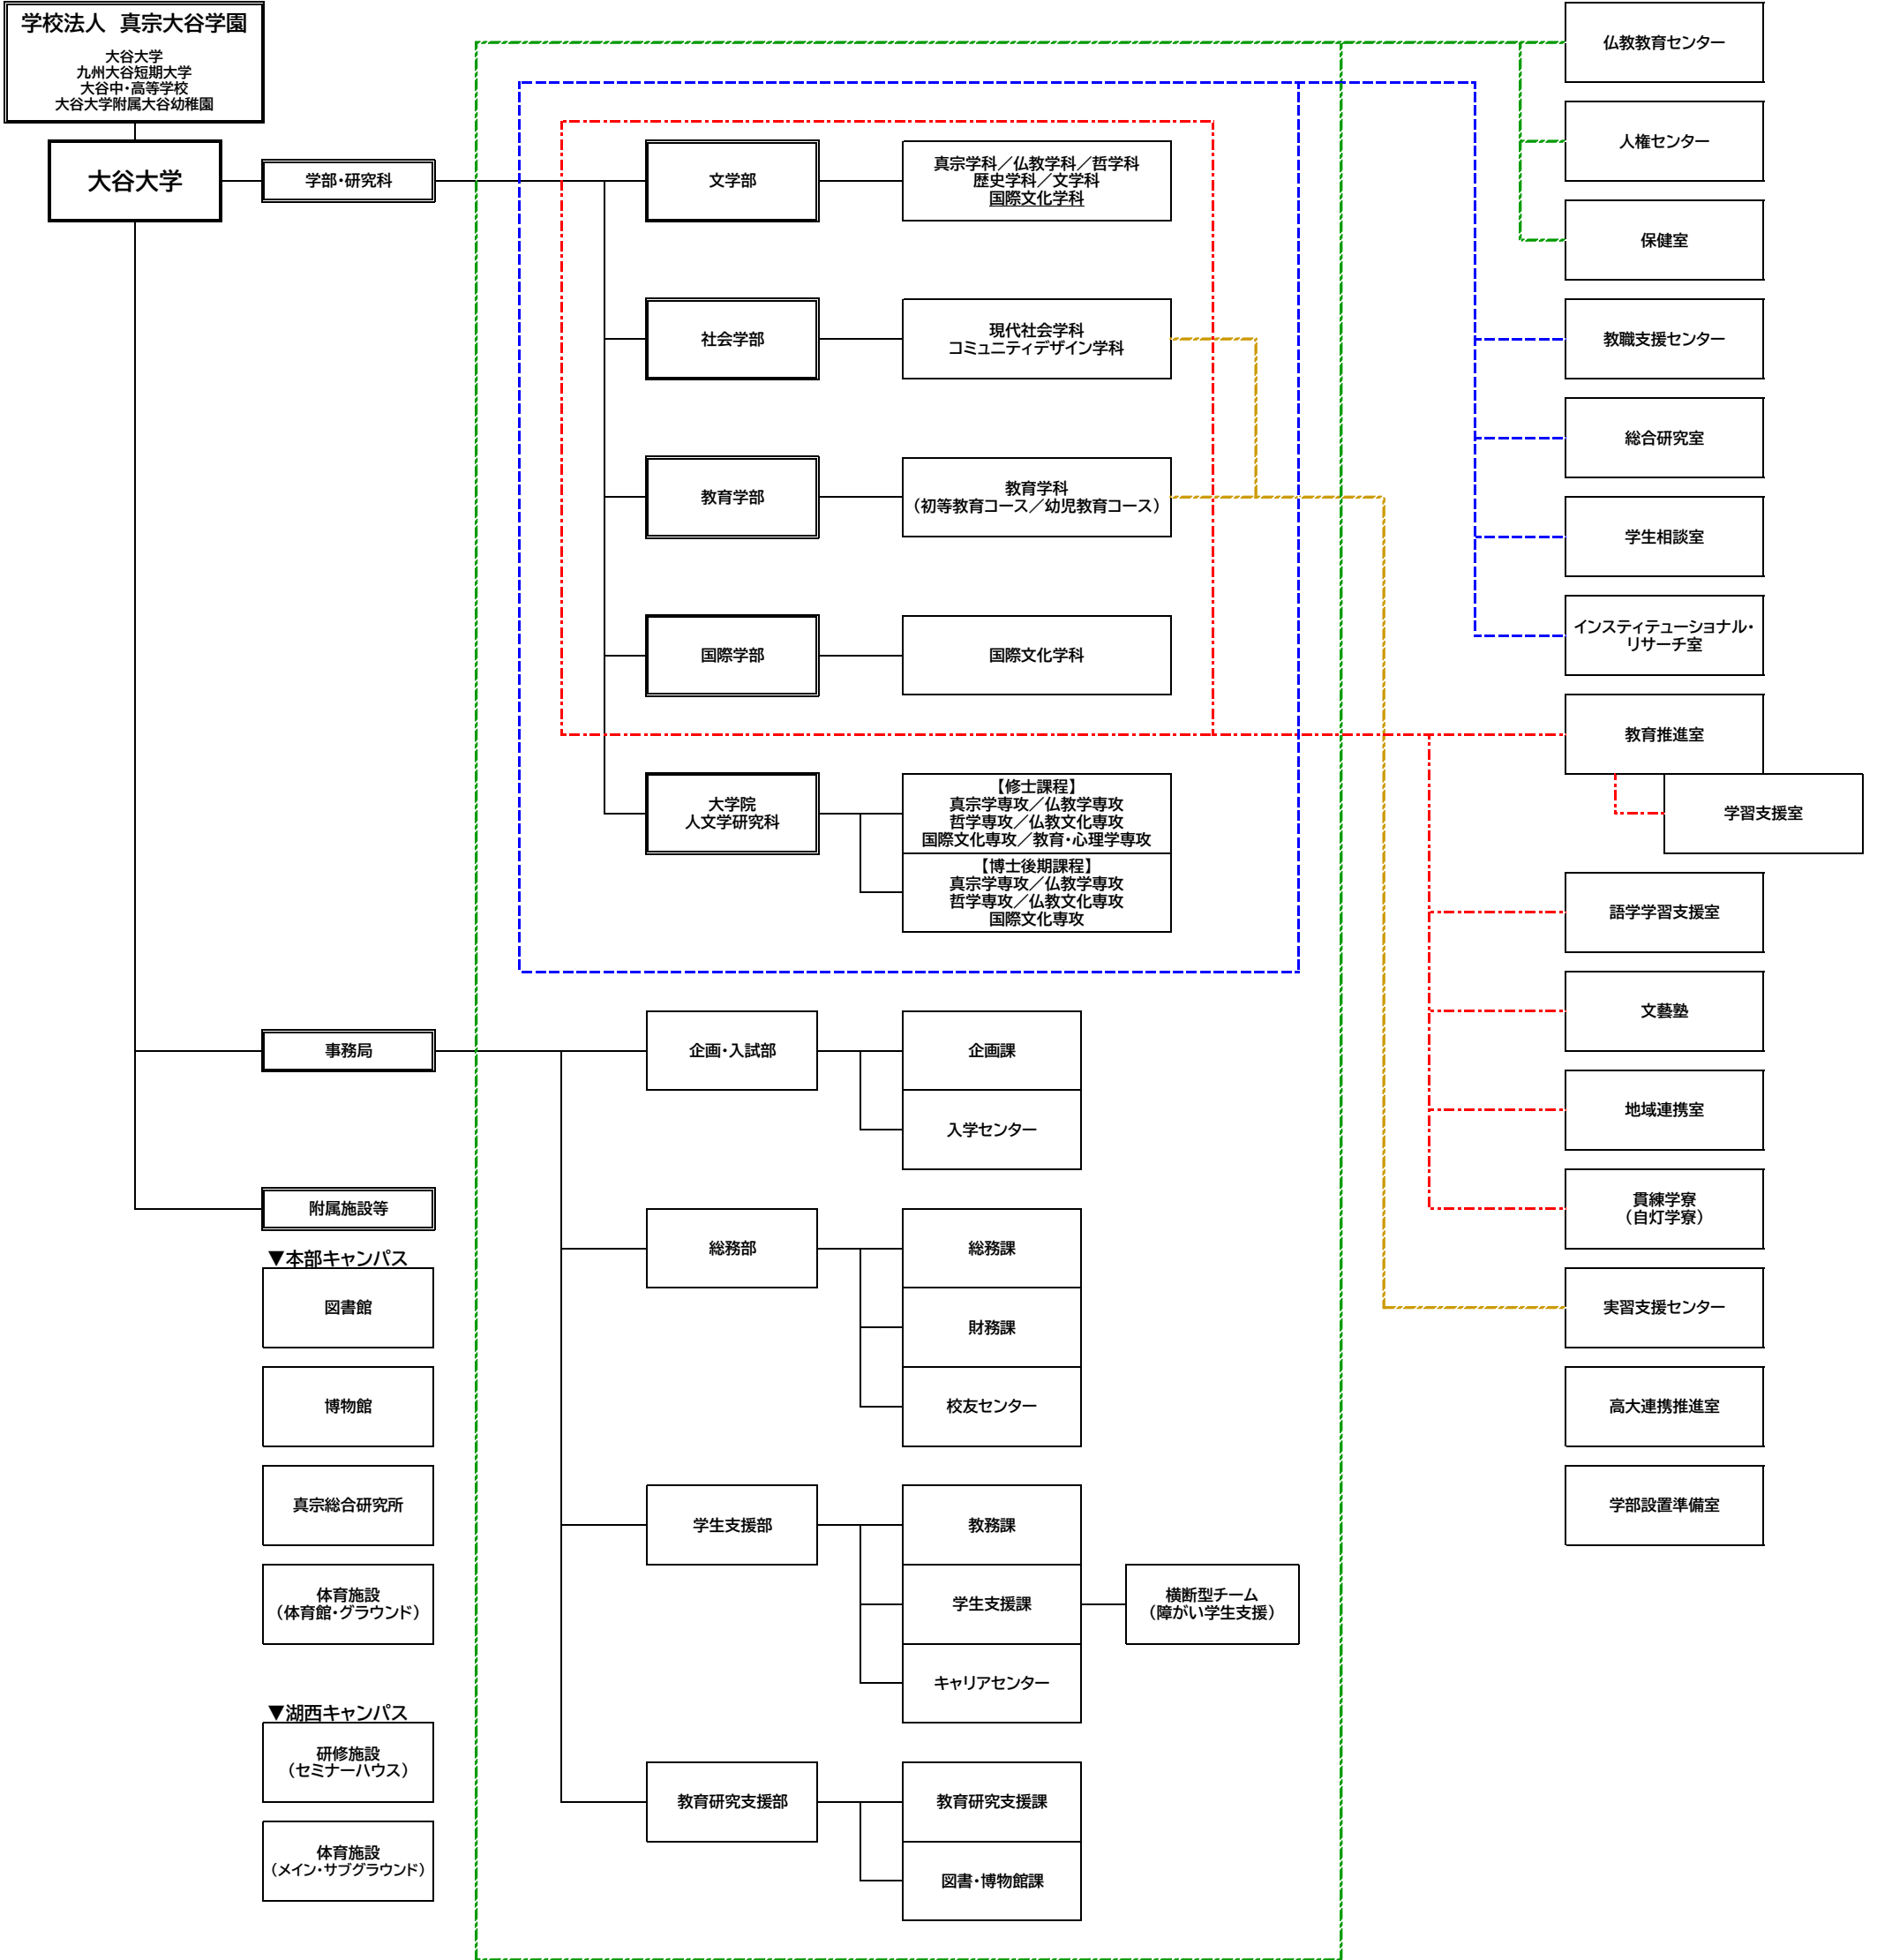 学校法人 真宗大谷学園
大谷大学
九州大谷短期大学
大谷中・高等学校
大谷大学附属大谷幼稚園
大谷大学
学部・研究科
文学部
真宗学科／仏教学科／哲学科
歴史学科／文学科
国際文化学科
社会学部
現代社会学科
コミュニティデザイン学科
教育学部
教育学科
（初等教育コース／幼児教育コース）
国際学部
国際文化学科
大学院
人文学研究科
【修士課程】
真宗学専攻／仏教学専攻
哲学専攻／仏教文化専攻
国際文化専攻／教育・心理学専攻
【博士後期課程】
真宗学専攻／仏教学専攻
哲学専攻／仏教文化専攻
国際文化専攻
事務局
企画・入試部
企画課
入学センター
総務部
総務課
財務課
校友センター
学生支援部
教務課
学生支援課
横断型チーム
（障がい学生支援）
キャリアセンター
教育研究支援部
教育研究支援課
図書・博物館課
附属施設等
▼本部キャンパス
図書館
博物館
真宗総合研究所
体育施設
（体育館・グラウンド）
▼湖西キャンパス
研修施設
（セミナーハウス）
体育施設
（メイン・サブグラウンド）
仏教教育センター
人権センター
保健室
教職支援センター
総合研究室
学生相談室
インスティテューショナル・
リサーチ室
教育推進室
学習支援室
語学学習支援室
文藝塾
地域連携室
貫練学寮
（自灯学寮）
実習支援センター
高大連携推進室
学部設置準備室